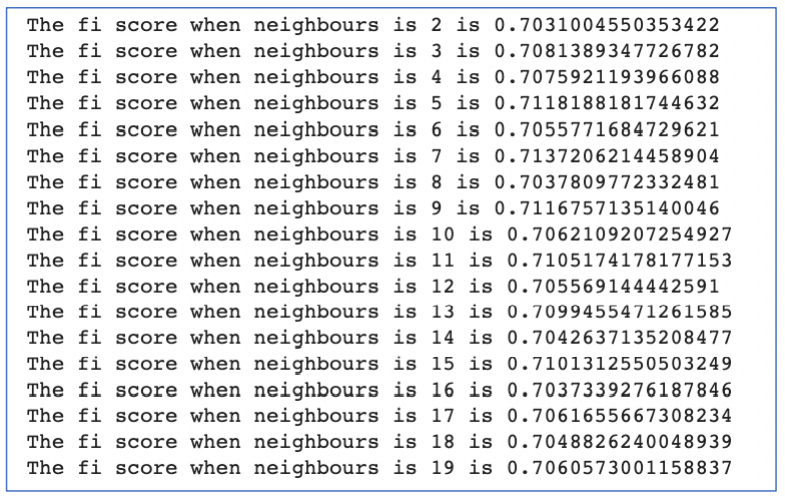 The fi score when neighbours is 2 is 0.7031004550353422
The fi score when neighbours is 3 is 0.7081389347726782
The fi score when neighbours is 4 is 0.7075921193966088
The fi score when neighbours is 5 is 0.7118188181744632
The fi score when neighbours is 6 is 0.7055771684729621
The fi score when neighbours is 7 is 0.7137206214458904
The fi score when neighbours is 8 is 0.7037809772332481
The fi score when neighbours is 9 is 0.7116757135140046
The fi score when neighbours is 10 is 0.7062109207254927
The fi score when neighbours is 11 is 0.7105174178177153
The fi score when neighbours is 12 is 0.705569144442591
The fi score when neighbours is 13 is 0.7099455471261585
The fi score when neighbours is 14 is 0.7042637135208477
The fi score when neighbours is 15 is 0.7101312550503249
The fi score when neighbours is 16 is 0.7037339276187846
The fi score when neighbours is 17 is 0.7061655667308234
The fi score when neighbours is 18 is 0.7048826240048939
The fi score when neighbours is 19 is 0.7060573001158837